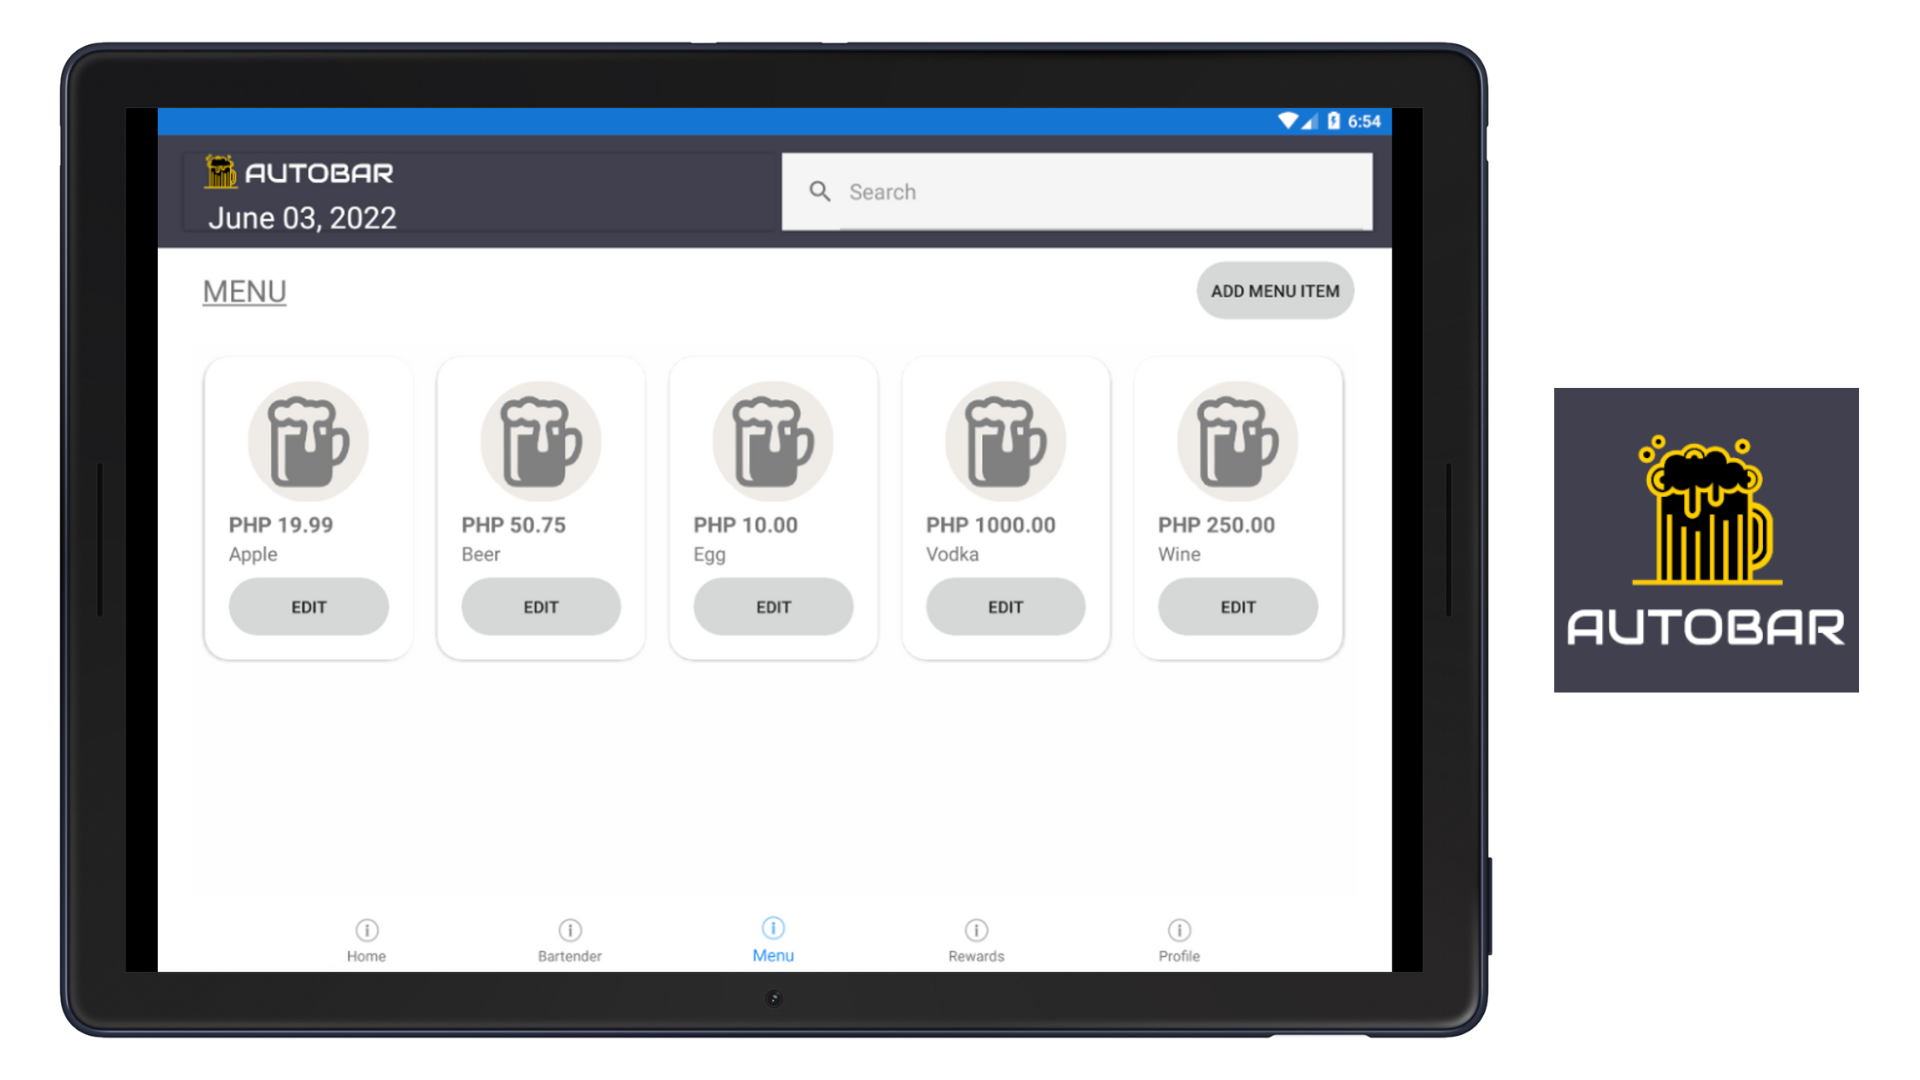 6:54
AUTOBAR
June 03, 2022
Search
MENU
ADD MENU ITEM
PHP 19.99
Apple
EDIT
PHP 50.75
Beer
EDIT
PHP 10.00
Egg
EDIT
PHP 1000.00
Vodka
EDIT
PHP 250.00
Wine
EDIT
Home
Bartender
Menu
Rewards
Profile
AUTOBAR